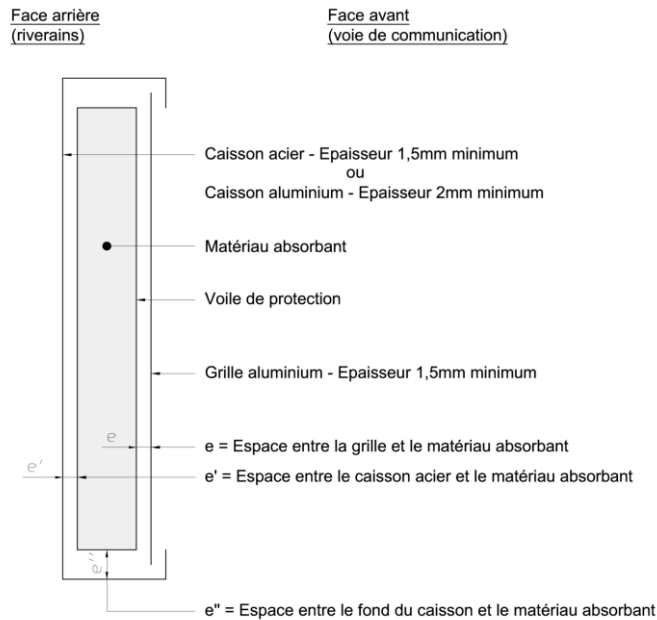 Face arrière
(riverains)
Face avant
(voie de communication)
Caisson acier - Epaisseur 1,5mm minimum
ou
Caisson aluminium - Epaisseur 2mm minimum
Matériau absorbant
Voile de protection
Grille aluminium - Epaisseur 1,5mm minimum
e
e = Espace entre la grille et le matériau absorbant
e'
e' = Espace entre le caisson acier et le matériau absorbant
e"
e" = Espace entre le fond du caisson et le matériau absorbant